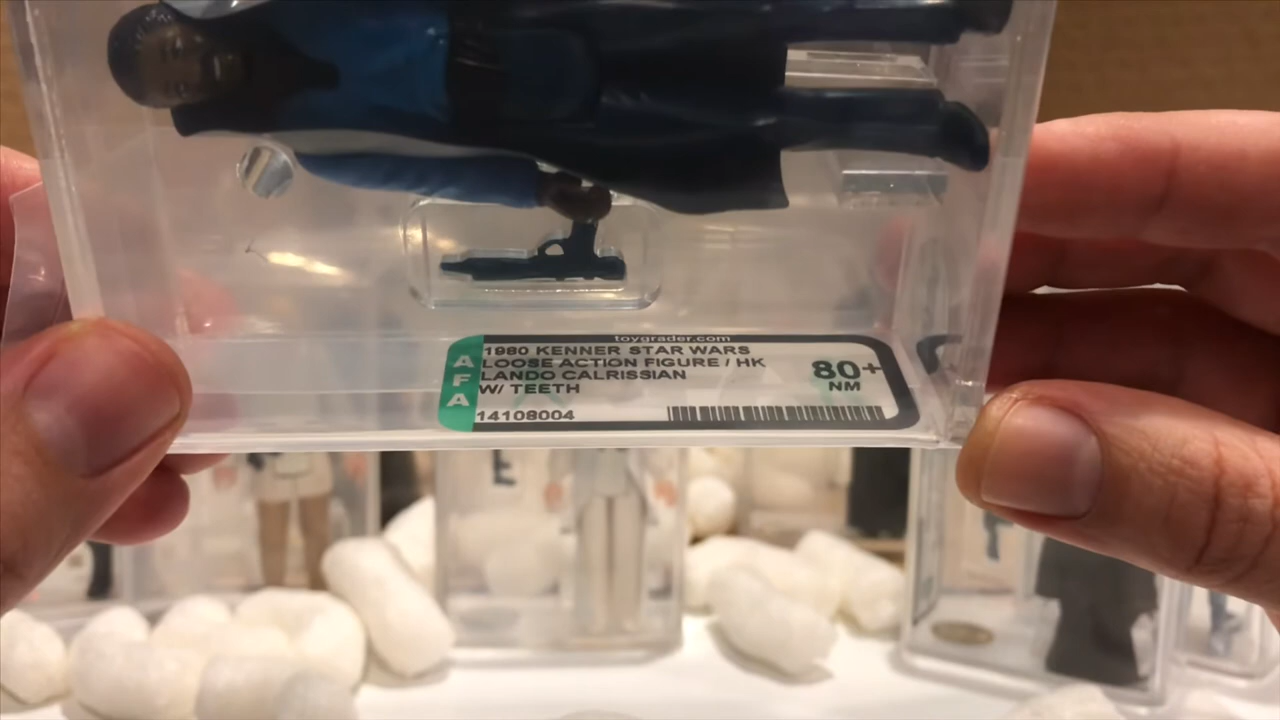 toygrader.com
AFA
1980 KENNER STAR WARS
LOOSE ACTION FIGURE / HK
LANDO CALRISSIAN
W/ TEETH
80+
NM
14108004